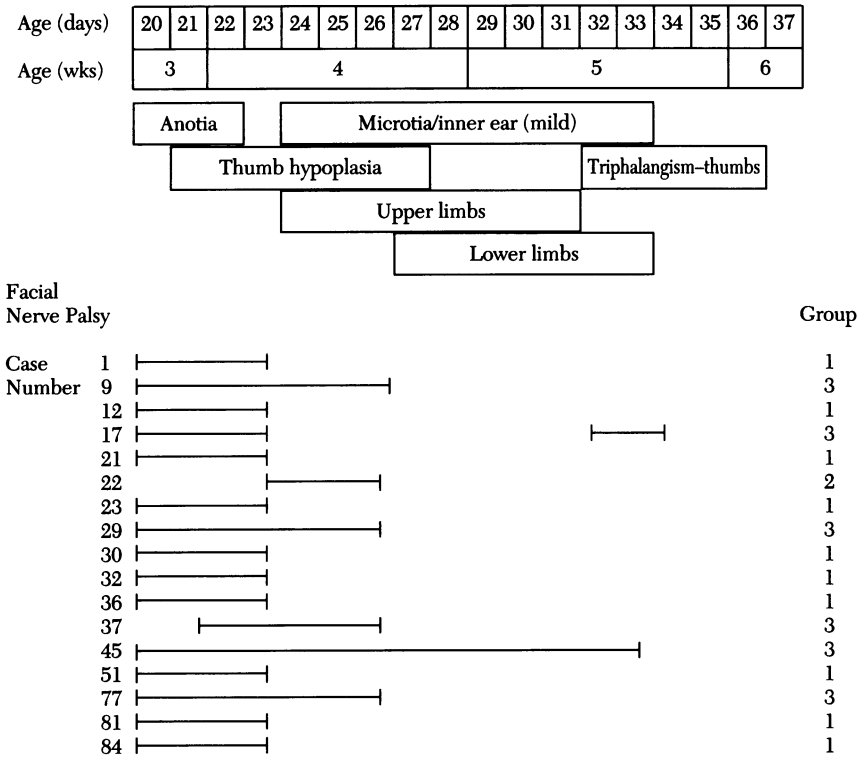 Age (days) 20 21 22 23 24 25 26 27 28 29 30 31 32 33 34 35 36 37
Age (wks) 3 4 5 6
Anotia Microtia/inner ear (mild)
Thumb hypoplasia Triphalangism–thumbs
Upper limbs
Lower limbs
Facial
Nerve Palsy Group
Case 1 1
Number 9 3
12 1
17 3
21 1
22 2
23 1
29 3
30 1
32 1
36 1
37 3
45 3
51 1
77 3
81 1
84 1